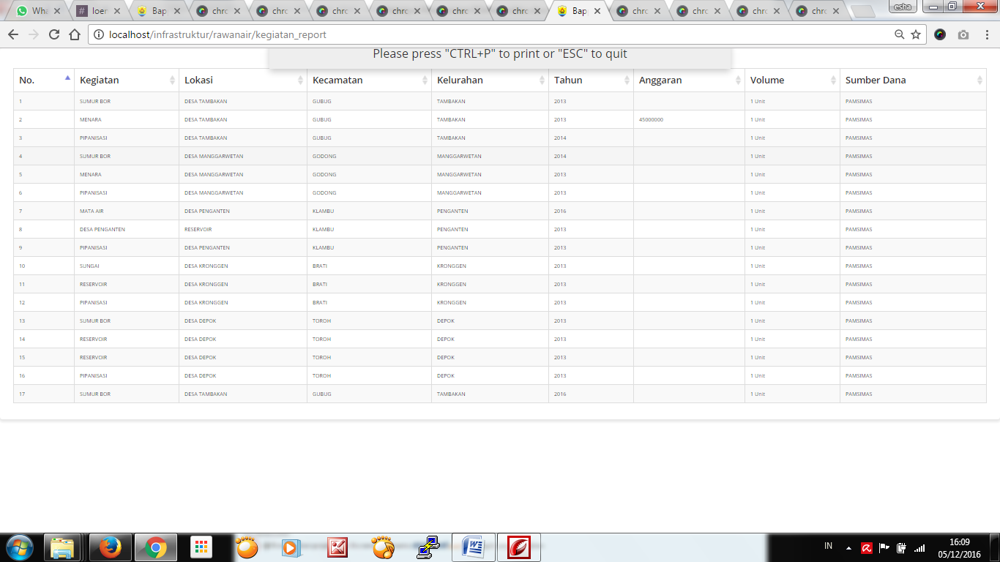 Wha loer Bap chro chro chro chro chro chro Bap chro chro chro chro esha
localhost/infrastruktur/rawanair/kegiatan_report
Please press "CTRL+P" to print or "ESC" to quit
No. Kegiatan Lokasi Kecamatan Kelurahan Tahun Anggaran Volume Sumber Dana
1 SUMUR BOR DESA TAMBAKAN GUBUG TAMBAKAN 2013 1 Unit PAMSIMAS
2 MENARA DESA TAMBAKAN GUBUG TAMBAKAN 2013 45000000 1 Unit PAMSIMAS
3 PIPANISASI DESA TAMBAKAN GUBUG TAMBAKAN 2014 1 Unit PAMSIMAS
4 SUMUR BOR DESA MANGGARWETAN GODONG MANGGARWETAN 2014 1 Unit PAMSIMAS
5 MENARA DESA MANGGARWETAN GODONG MANGGARWETAN 2013 1 Unit PAMSIMAS
6 PIPANISASI DESA MANGGARWETAN GODONG MANGGARWETAN 2013 1 Unit PAMSIMAS
7 MATA AIR DESA PENGANTEN KLAMBU PENGANTEN 2016 1 Unit PAMSIMAS
8 DESA PENGANTEN RESERVOIR KLAMBU PENGANTEN 2013 1 Unit PAMSIMAS
9 PIPANISASI DESA PENGANTEN KLAMBU PENGANTEN 2013 1 Unit PAMSIMAS
10 SUNGAI DESA KRONGGEN BRATI KRONGGEN 2013 1 Unit PAMSIMAS
11 RESERVOIR DESA KRONGGEN BRATI KRONGGEN 2013 1 Unit PAMSIMAS
12 PIPANISASI DESA KRONGGEN BRATI KRONGGEN 2013 1 Unit PAMSIMAS
13 SUMUR BOR DESA DEPOK TOROH DEPOK 2013 1 Unit PAMSIMAS
14 RESERVOIR DESA DEPOK TOROH DEPOK 2013 1 Unit PAMSIMAS
15 RESERVOIR DESA DEPOK TOROH DEPOK 2013 1 Unit PAMSIMAS
16 PIPANISASI DESA DEPOK TOROH DEPOK 2013 1 Unit PAMSIMAS
17 SUMUR BOR DESA TAMBAKAN GUBUG TAMBAKAN 2016 1 Unit PAMSIMAS
IN 16:09
05/12/2016